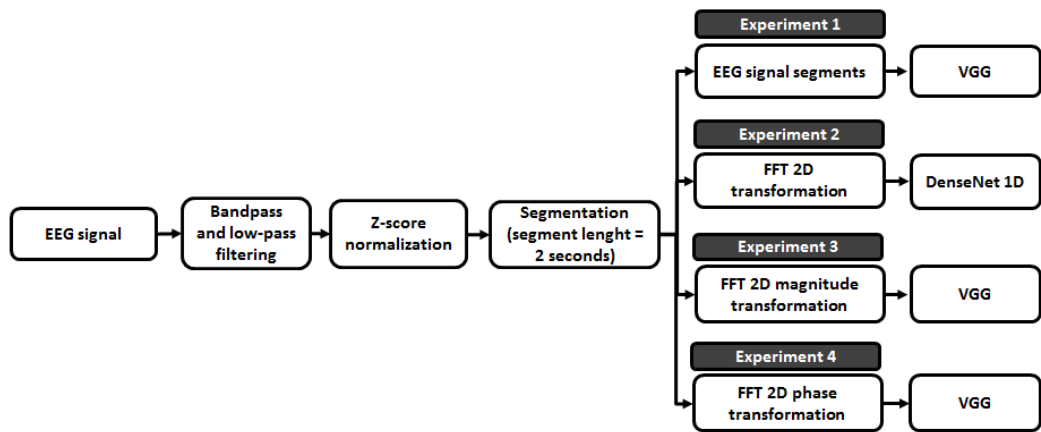 EEG signal
Bandpass
and low-pass
filtering
Z-score
normalization
Segmentation
(segment lenght =
2 seconds)
Experiment 1
EEG signal segments
VGG
Experiment 2
FFT 2D
transformation
DenseNet 1D
Experiment 3
FFT 2D magnitude
transformation
VGG
Experiment 4
FFT 2D phase
transformation
VGG